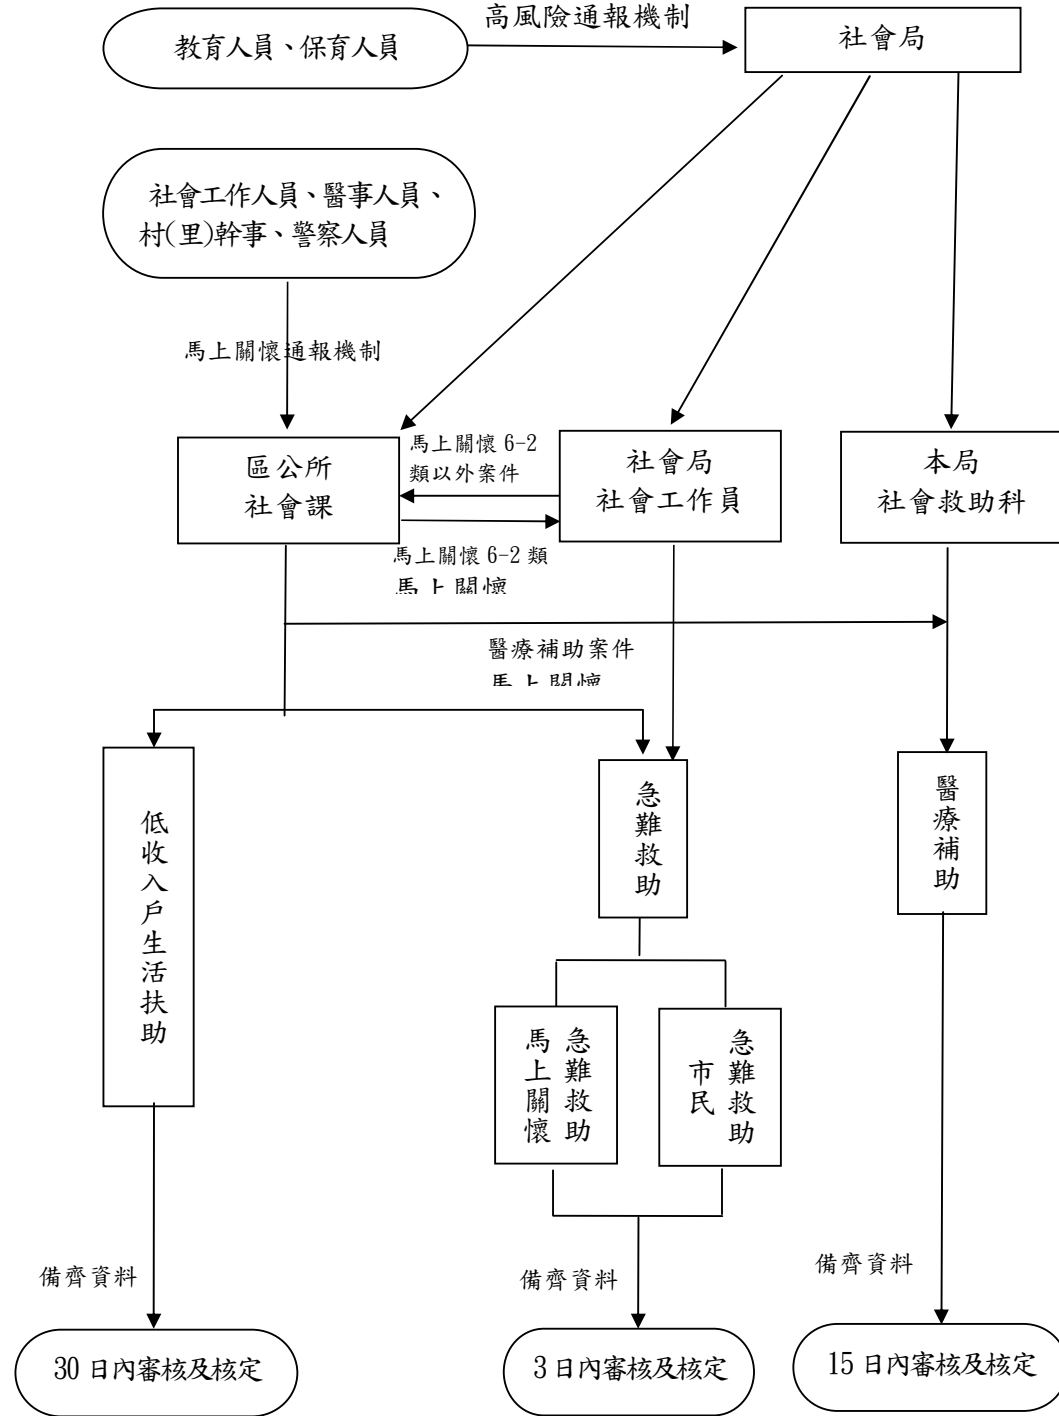 高風險通報機制
教育人員、保育人員
社會局
社會工作人員、醫事人員、
村(里)幹事、警察人員
馬上關懷通報機制
區公所
社會課
馬上關懷 6-2
類以外案件
社會局
社會工作員
本局
社會救助科
馬上關懷 6-2 類
馬上關懷
醫療補助案件
馬上關懷
低收入戶生活扶助
急難救助
醫療補助
馬上關懷
急難救助
市民
急難救助
備齊資料
備齊資料
備齊資料
30 日內審核及核定
3 日內審核及核定
15 日內審核及核定